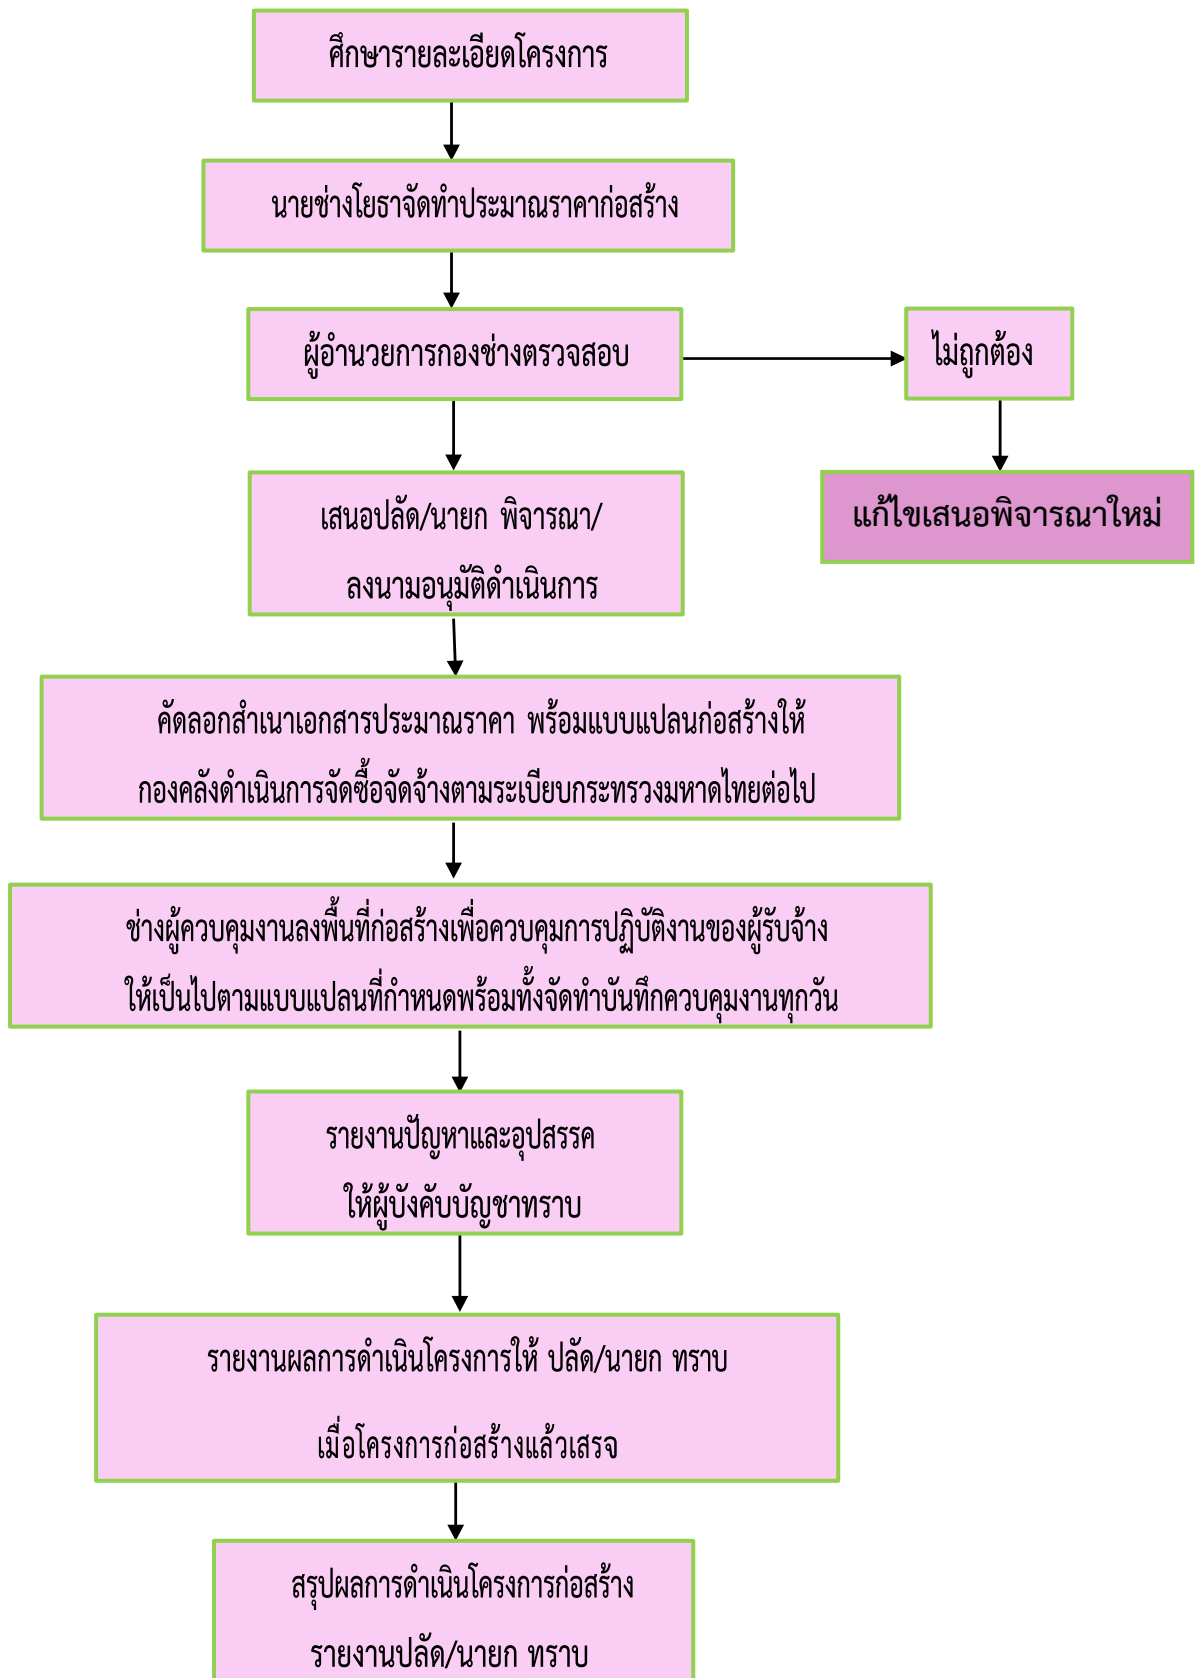 ศึกษารายละเอียดโครงการ
นายช่างโยธาจัดทำประมาณราคาก่อสร้าง
ผู้อำนวยการกองช่างตรวจสอบ
ไม่ถูกต้อง
เสนอปลัด/นายก พิจารณา/
ลงนามอนุมัติดำเนินการ
แก้ไขเสนอพิจารณาใหม่
คัดลอกสำเนาเอกสารประมาณราคา พร้อมแบบแปลนก่อสร้างให้
กองคลังดำเนินการจัดซื้อจัดจ้างตามระเบียบกระทรวงมหาดไทยต่อไป
ช่างผู้ควบคุมงานลงพื้นที่ก่อสร้างเพื่อควบคุมการปฏิบัติงานของผู้รับจ้าง
ให้เป็นไปตามแบบแปลนที่กำหนดพร้อมทั้งจัดทำบันทึกควบคุมงานทุกวัน
รายงานปัญหาและอุปสรรค
ให้ผู้บังคับบัญชาทราบ
รายงานผลการดำเนินโครงการให้ ปลัด/นายก ทราบ
เมื่อโครงการก่อสร้างแล้วเสรจ
สรุปผลการดำเนินโครงการก่อสร้าง
รายงานปลัด/นายก ทราบ